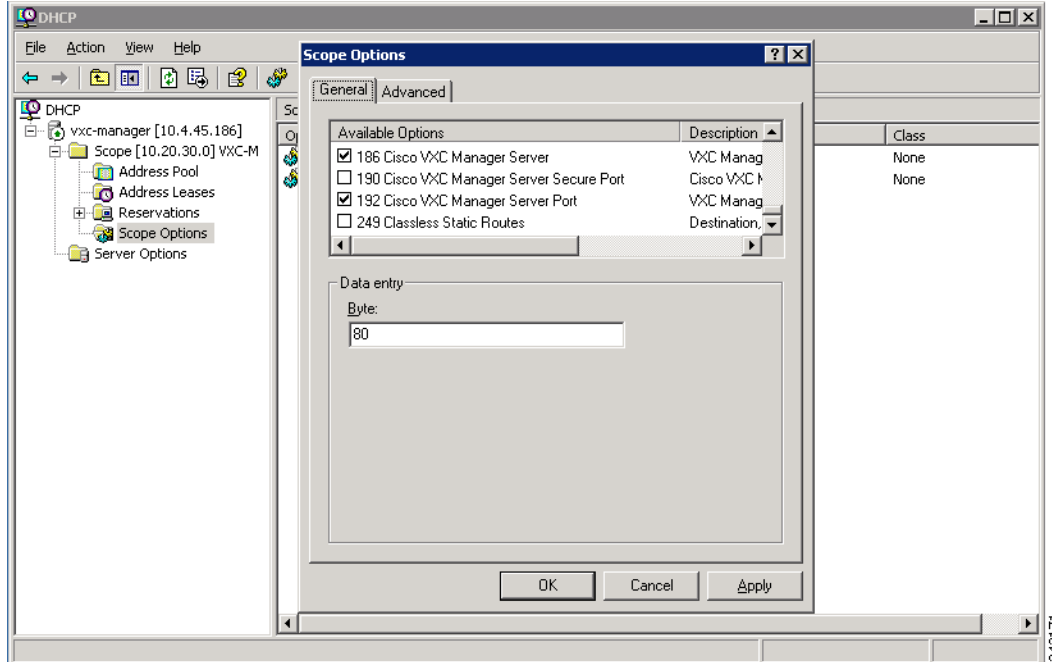 DHCP
File Action View Help
DHCP
vxc-manager [10.4.45.186]
Scope [10.20.30.0] VXC-M
Address Pool
Address Leases
Reservations
Scope Options
Server Options
Class
None
None
Scope Options
General Advanced
Available Options Description
186 Cisco VXC Manager Server VXC Manag
190 Cisco VXC Manager Server Secure Port Cisco VXC
192 Cisco VXC Manager Server Port VXC Manag
249 Classless Static Routes Destination,
Data entry
Byte:
80
OK Cancel Apply